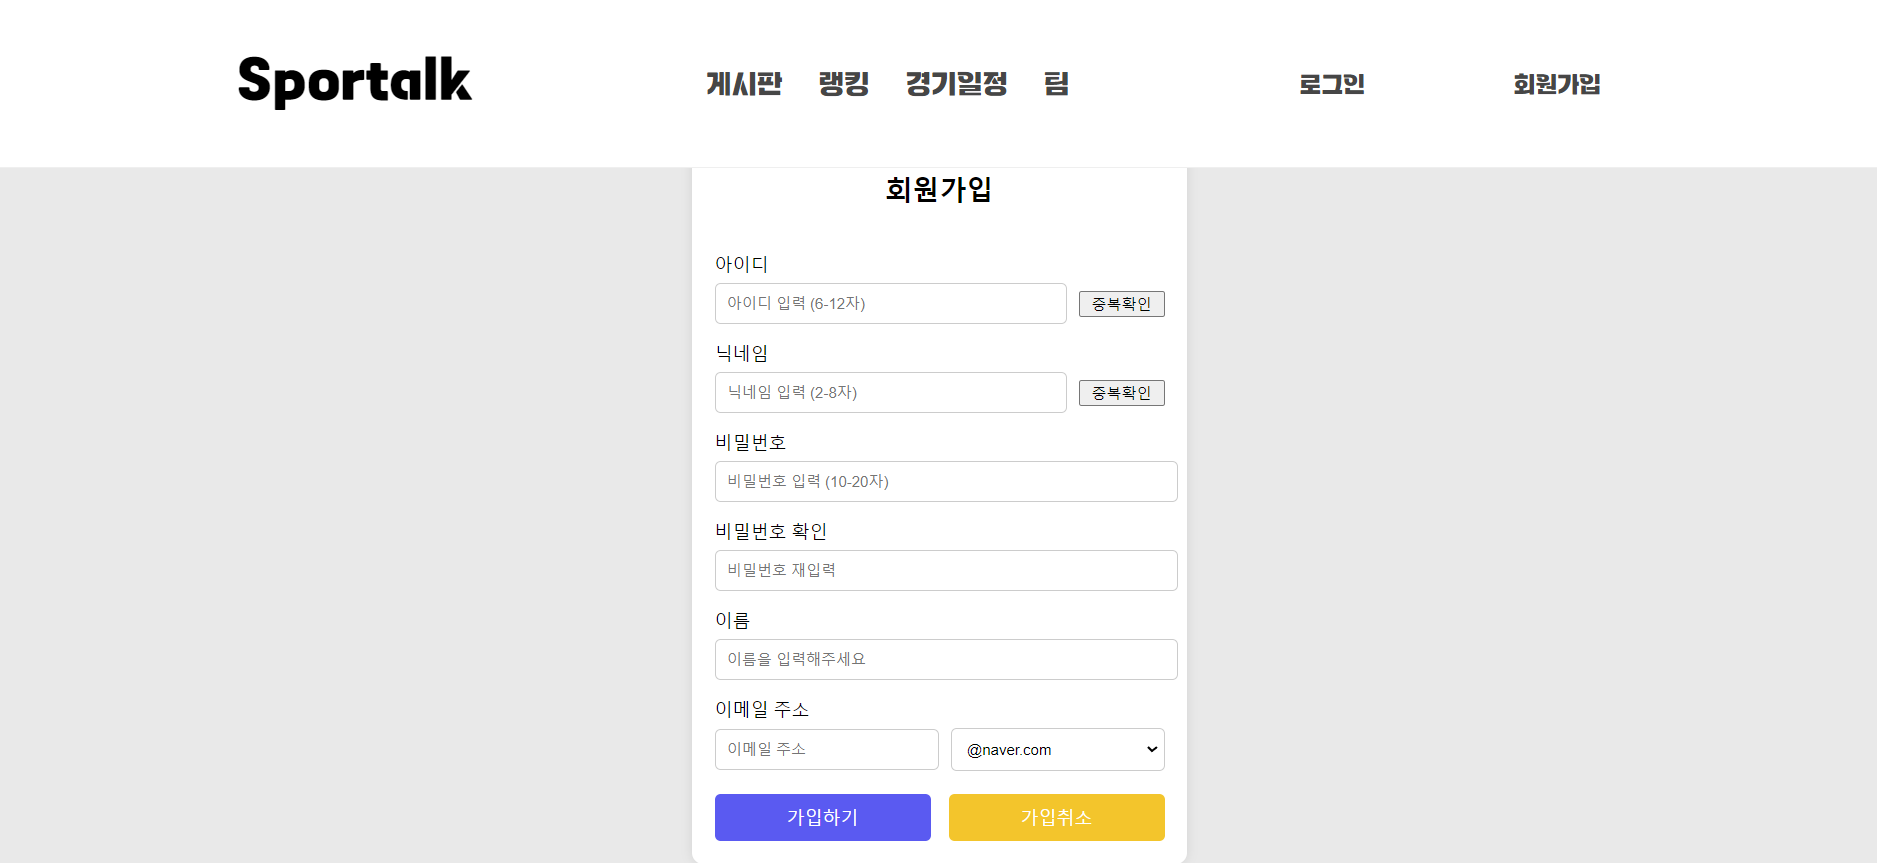 Sportalk 게시판 랭킹 경기일정 팀 로그인 회원가입
회원가입
아이디
아이디 입력 (6-12자) 중복확인
닉네임
닉네임 입력 (2-8자) 중복확인
비밀번호
비밀번호 입력 (10-20자)
비밀번호 확인
비밀번호 재입력
이름
이름을 입력해주세요
이메일 주소
이메일 주소 @naver.com
가입하기 가입취소